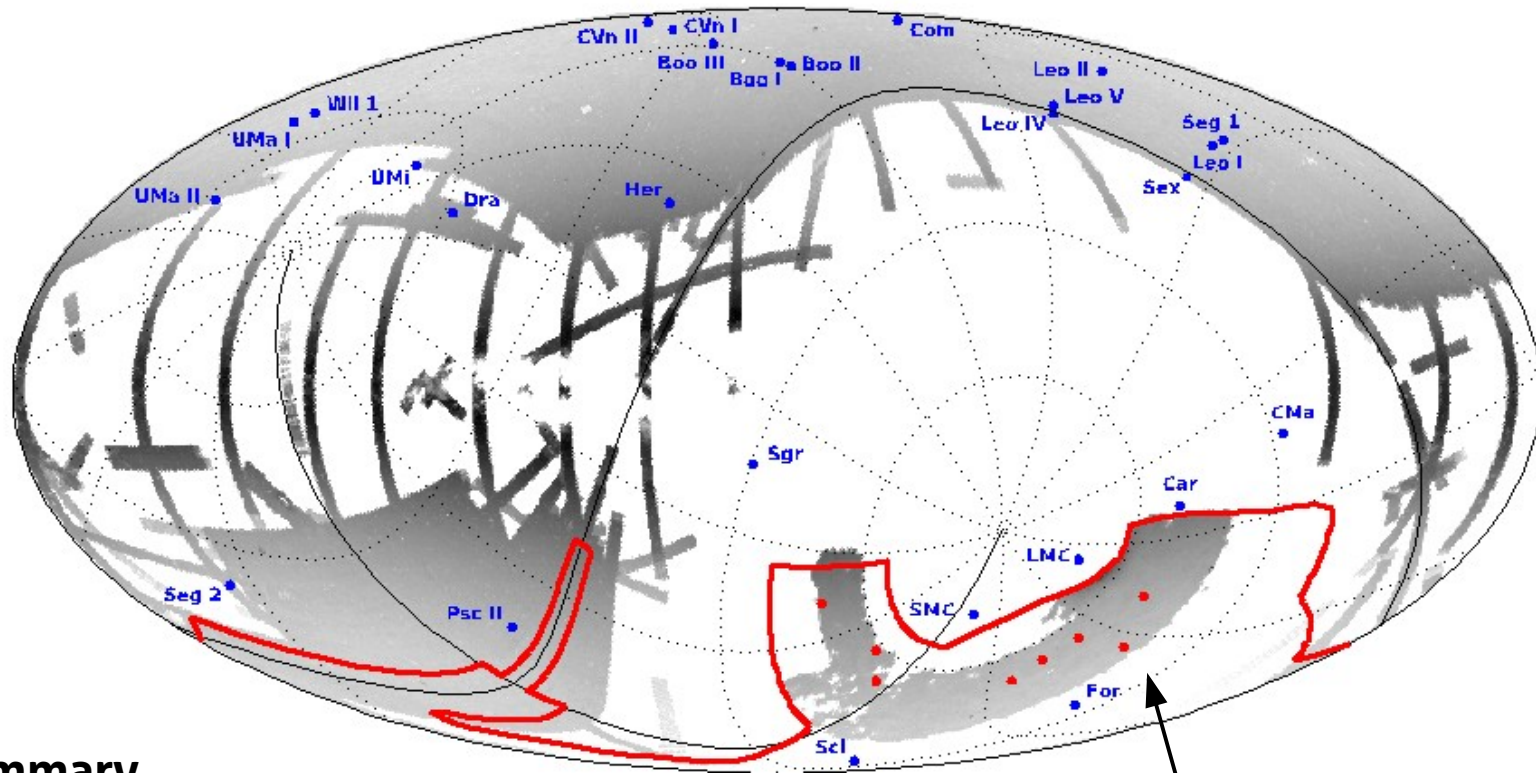 CVn II
CVn I
Com
Boo III
Boo I
Boo II
Leo II
Wil 1
Leo V
UMa I
Leo IV
Seg 1
Leo I
UMi
Sex
UMa II
Dra
Her
CMa
Sgr
Car
LMC
Seg 2
Psc II
SMC
For
Scl